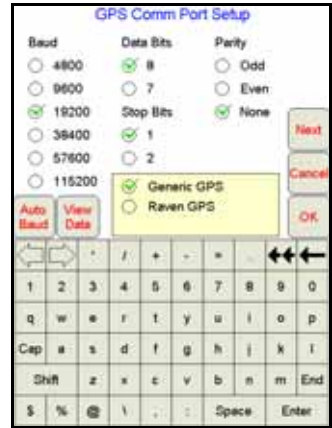 GPS Comm Port Setup
Baud Data Bits Parity
4800 8 Odd
9600 7 Even
19200 Stop Bits None
38400 1 Next
57600 2
115200 Generic GPS Cancel
Auto Baud View Data Raven GPS OK
' / + - =
1 2 3 4 5 6 7 8 9 0
q w e r t y u i o p
Cap a s d f g h j k l
Shift z x c v b n m End
$ % @ \ . : Space Enter